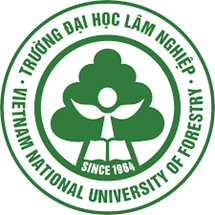 TRƯỜNG ĐẠI HỌC LÂM NGHIỆP
VIETNAM NATIONAL UNIVERSITY OF FORESTRY
SINCE 1964